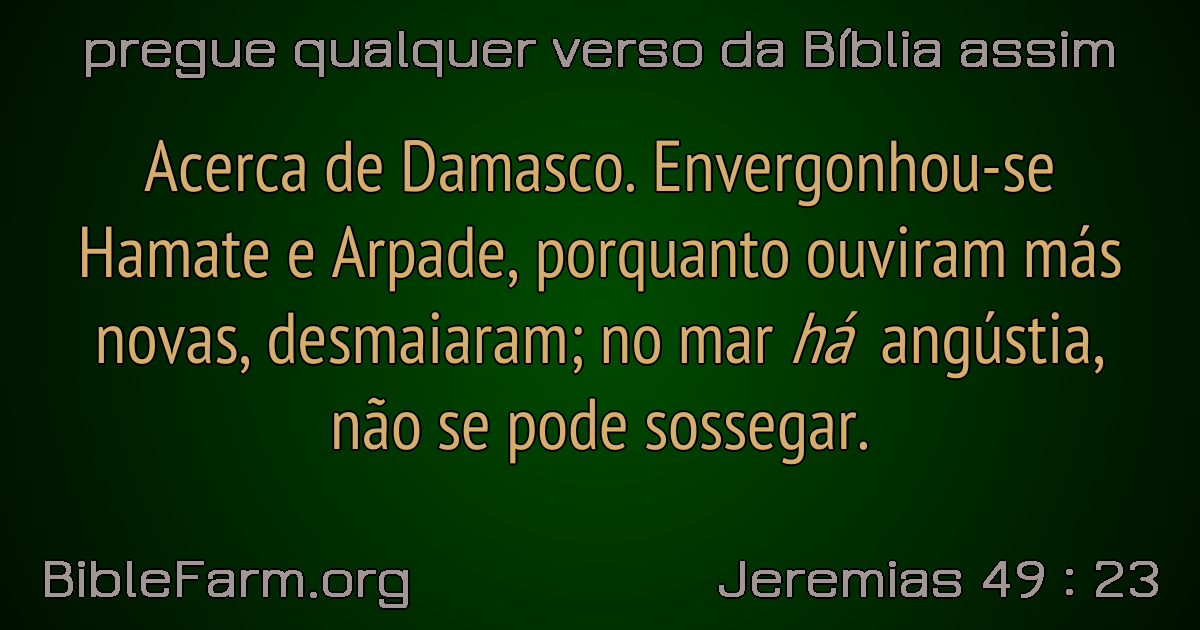 pregue qualquer verso da Bíblia assim
Acerca de Damasco. Envergonhou-se
Hamate e Arpade, porquanto ouviram más
novas, desmaiaram; no mar há angústia,
não se pode sossegar.
BibleFarm.org
Jeremias 49 : 23